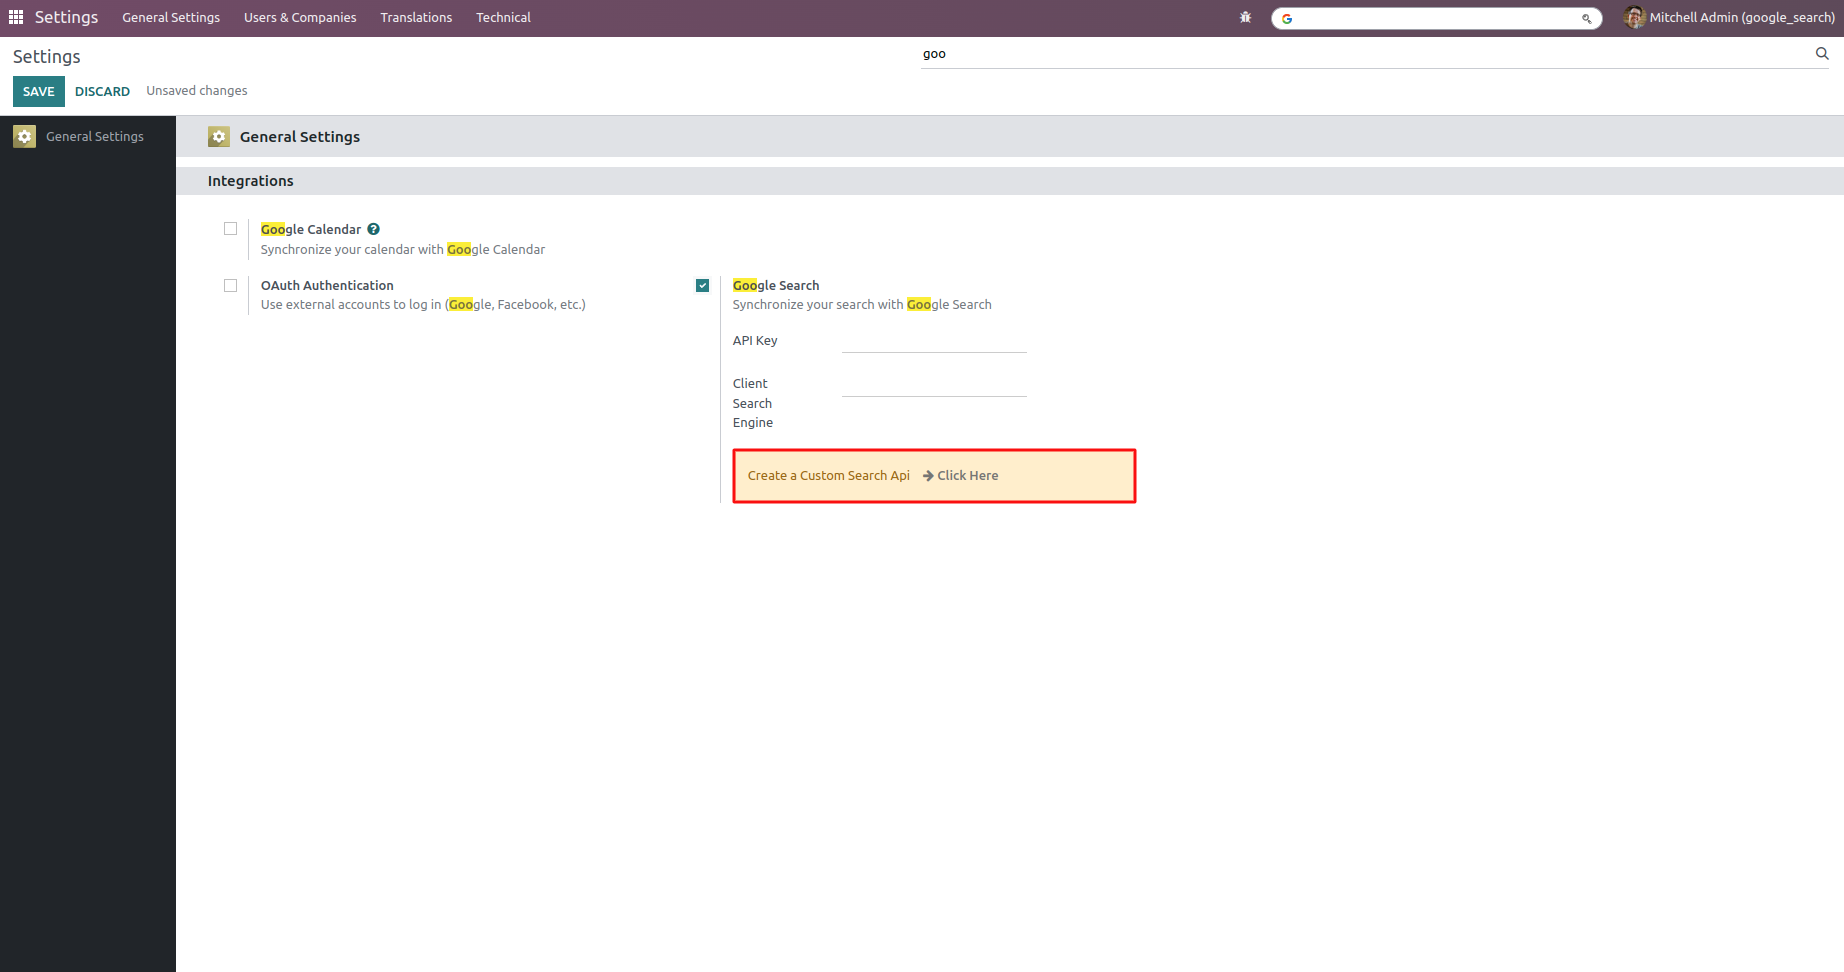 Settings General Settings Users & Companies Translations Technical Mitchell Admin (google_search)
Settings
goo
SAVE DISCARD Unsaved changes
General Settings
General Settings
Integrations
Google Calendar ?
Synchronize your calendar with Google Calendar
OAuth Authentication
Use external accounts to log in (Google, Facebook, etc.)
Google Search
Synchronize your search with Google Search
API Key
Client
Search
Engine
Create a Custom Search Api → Click Here